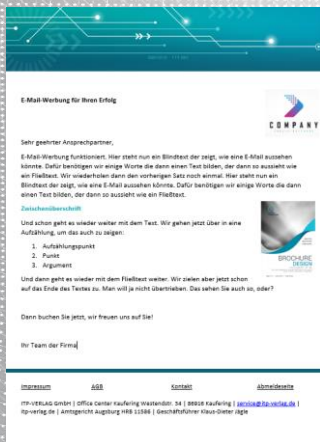 E-Mail-Werbung für Ihren Erfolg
COMPANY
Sehr geehrter Ansprechpartner,
E-Mail-Werbung funktioniert. Hier steht nun ein Blindtext der zeigt, wie eine E-Mail aussehen
könnte. Dafür benötigen wir einige Worte die dann einen Text bilden, der dann so aussieht wie
ein Fließtext. Wir wiederholen dann den vorherigen Satz noch einmal. Hier steht nun ein
Blindtext der zeigt, wie eine E-Mail aussehen könnte. Dafür benötigen wir einige Worte die dann
einen Text bilden, der dann so aussieht wie ein Fließtext.
Zwischenüberschrift
Und schon geht es wieder weiter mit dem Text. Wir gehen jetzt über in eine
Aufzählung, um das auch zu zeigen:
1. Aufzählungspunkt
2. Punkt
3. Argument
BROCHURE
DESIGN
Und dann geht es wieder mit dem Fließtext weiter. Wir zielen aber jetzt schon
auf das Ende des Textes zu. Man will ja nicht übertrieben. Das sehen Sie auch so, oder?
Dann buchen Sie jetzt, wir freuen uns auf Sie!
Ihr Team der Firma
Impressum AGB Kontakt Abmeldeseite
ITP-VERLAG GmbH | Office Center Kaufering Westendstr. 54 | 86916 Kaufering | service@itp-verlag.de |
itp-verlag.de | Amtsgericht Augsburg HRB 11586 | Geschäftsführer Klaus-Dieter Jägle